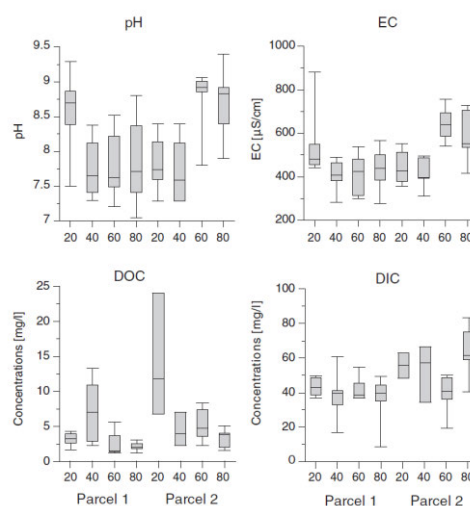 pH
EC
9.5
9
8.5
8
7.5
7
pH
1000
800
600
400
200
EC [µS/cm]
20 40 60 80 20 40 60 80
20 40 60 80 20 40 60 80
DOC
DIC
25
20
15
10
5
0
Concentrations [mg/l]
100
80
60
40
20
0
Concentrations [mg/l]
20 40 60 80 20 40 60 80
20 40 60 80 20 40 60 80
Parcel 1 Parcel 2
Parcel 1 Parcel 2